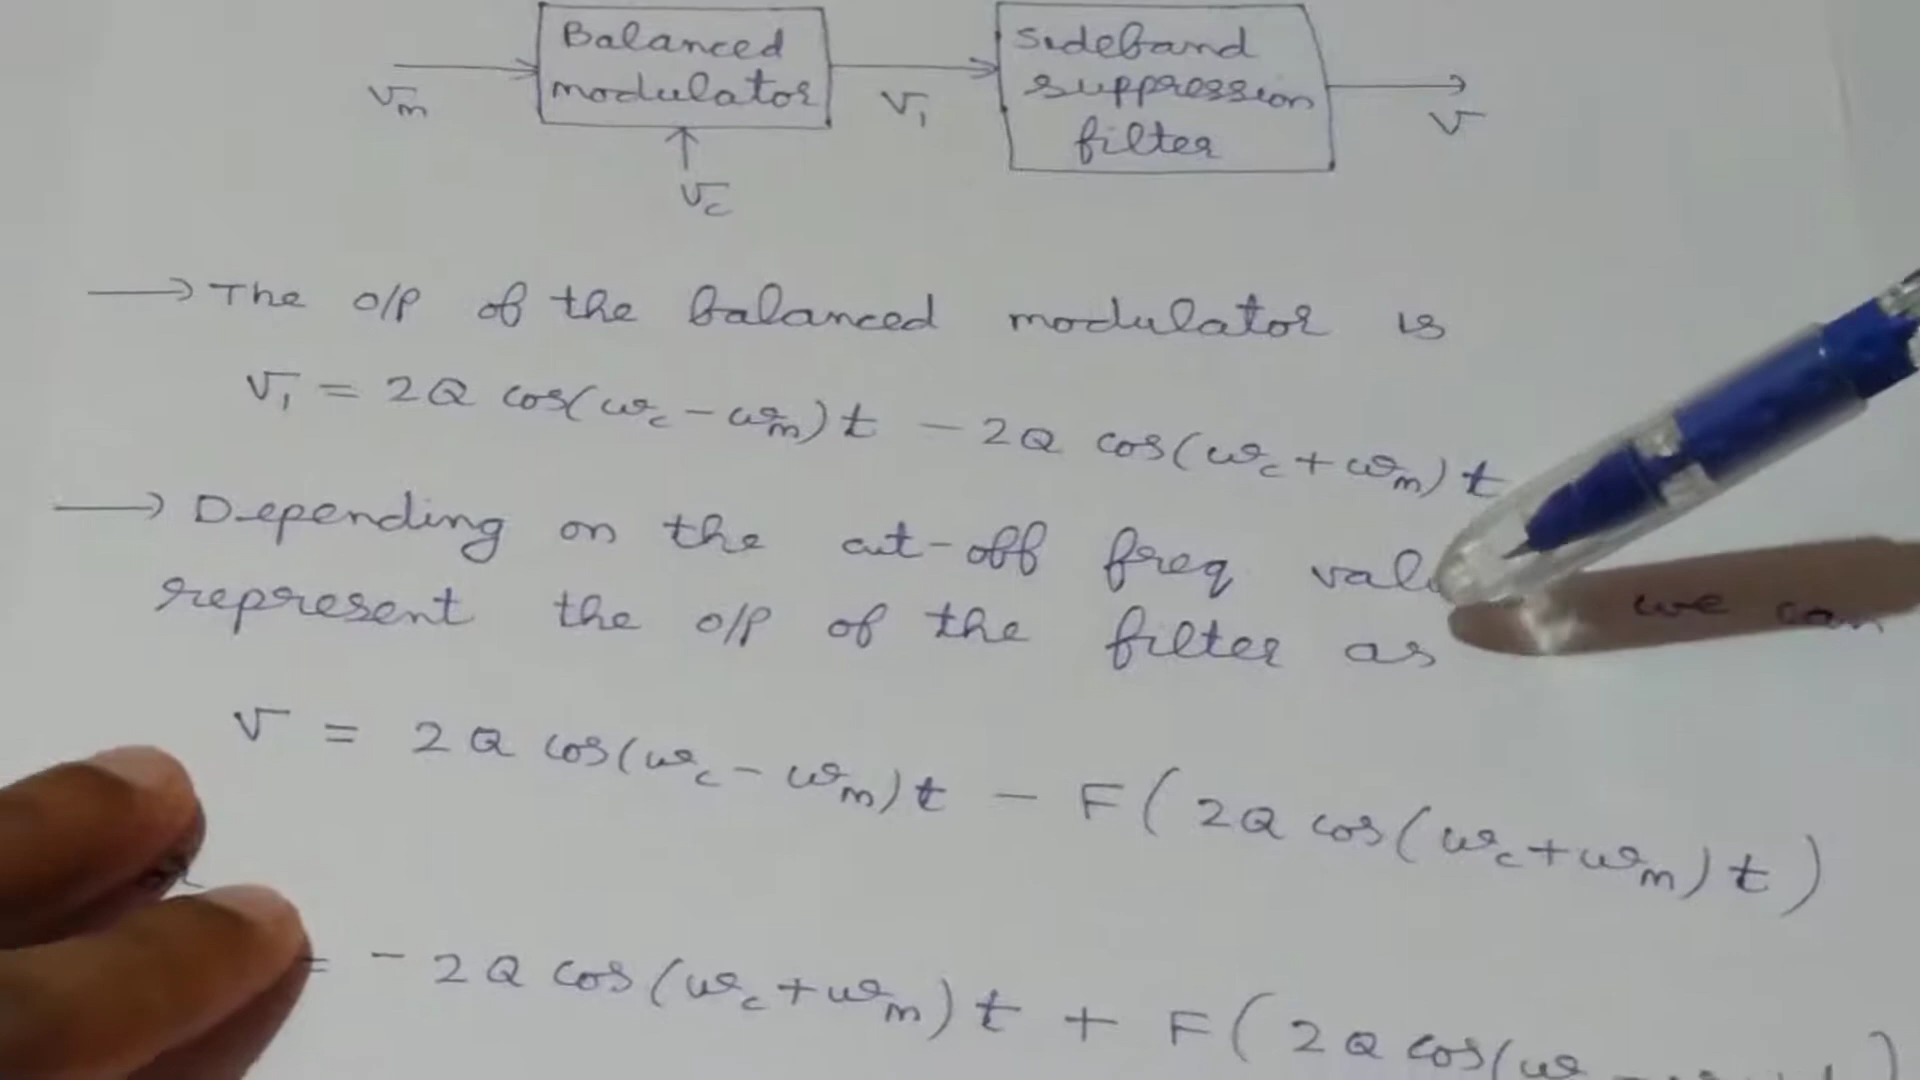 Balanced
modulator
Sideband
suppression
filter
Vm
V1
V
Vc
→ The o/p of the balanced modulator is
V1 = 2Q cos(ωc - ωm)t - 2Q cos(ωc + ωm)t
→ Depending on the cut-off freq we can
represent the o/p of the filter as
V = 2Q cos(ωc - ωm)t - F(2Q cos(ωc + ωm)t)
= -2Q cos(ωc + ωm)t + F(2Q cos(